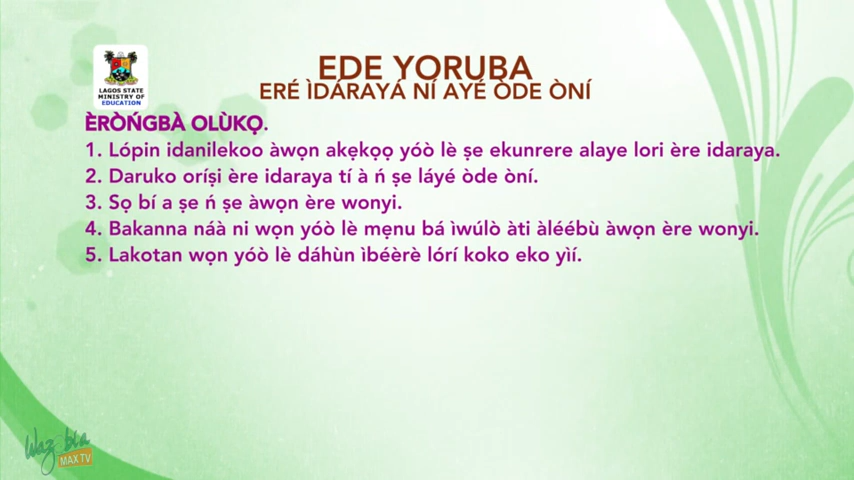 EDE YORUBA
ERÉ ÌDÁRAYÁ NÍ AYÉ ÒDE ÒNÍ
LAGOS STATE
MINISTRY OF
EDUCATION
ÈRÒŃGBÀ OLÙKỌ.
1. Lópin idanilekoo àwọn akẹkọọ yóò lè ṣe ekunrere alaye lori ère idaraya.
2. Daruko oríṣi ère idaraya tí à ń ṣe láyé òde òní.
3. Sọ bí a ṣe ń ṣe àwọn ère wonyi.
4. Bakanna náà ni wọn yóò lè mẹnu bá ìwúlò àti àléébù àwọn ère wonyi.
5. Lakotan wọn yóò lè dáhùn ìbéèrè lórí koko eko yìí.
Wazobia
MAX TV